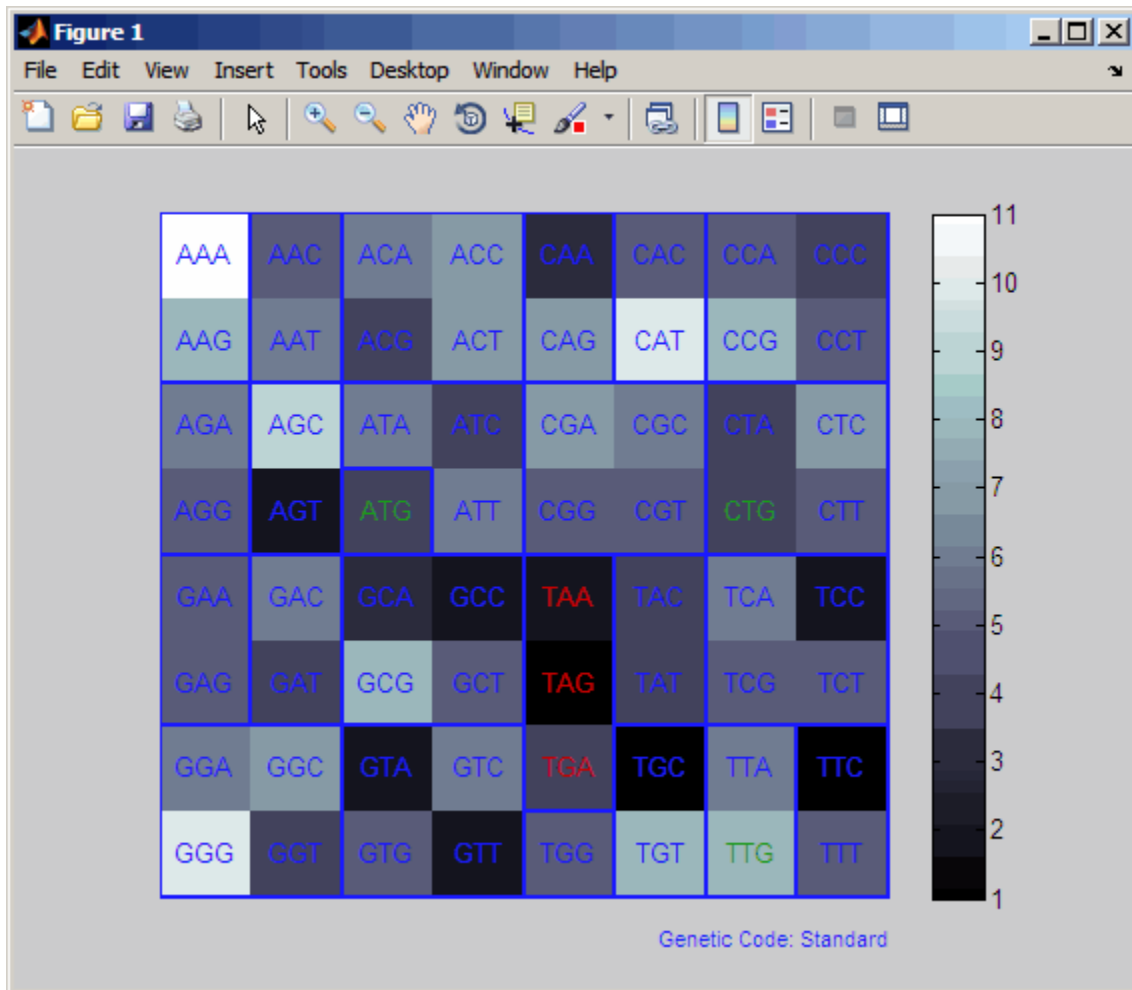 Figure 1
File Edit View Insert Tools Desktop Window Help
AAA AAC ACA ACC CAA CAC CCA CCC
AAG AAT ACG ACT CAG CAT CCG CCT
AGA AGC ATA ATC CGA CGC CTA CTC
AGG AGT ATG ATT CGG CGT CTG CTT
GAA GAC GCA GCC TAA TAC TCA TCC
GAG GAT GCG GCT TAG TAT TCG TCT
GGA GGC GTA GTC TGA TGC TTA TTC
GGG GGT GTG GTT TGG TGT TTG TTT
11
10
9
8
7
6
5
4
3
2
1
Genetic Code: Standard